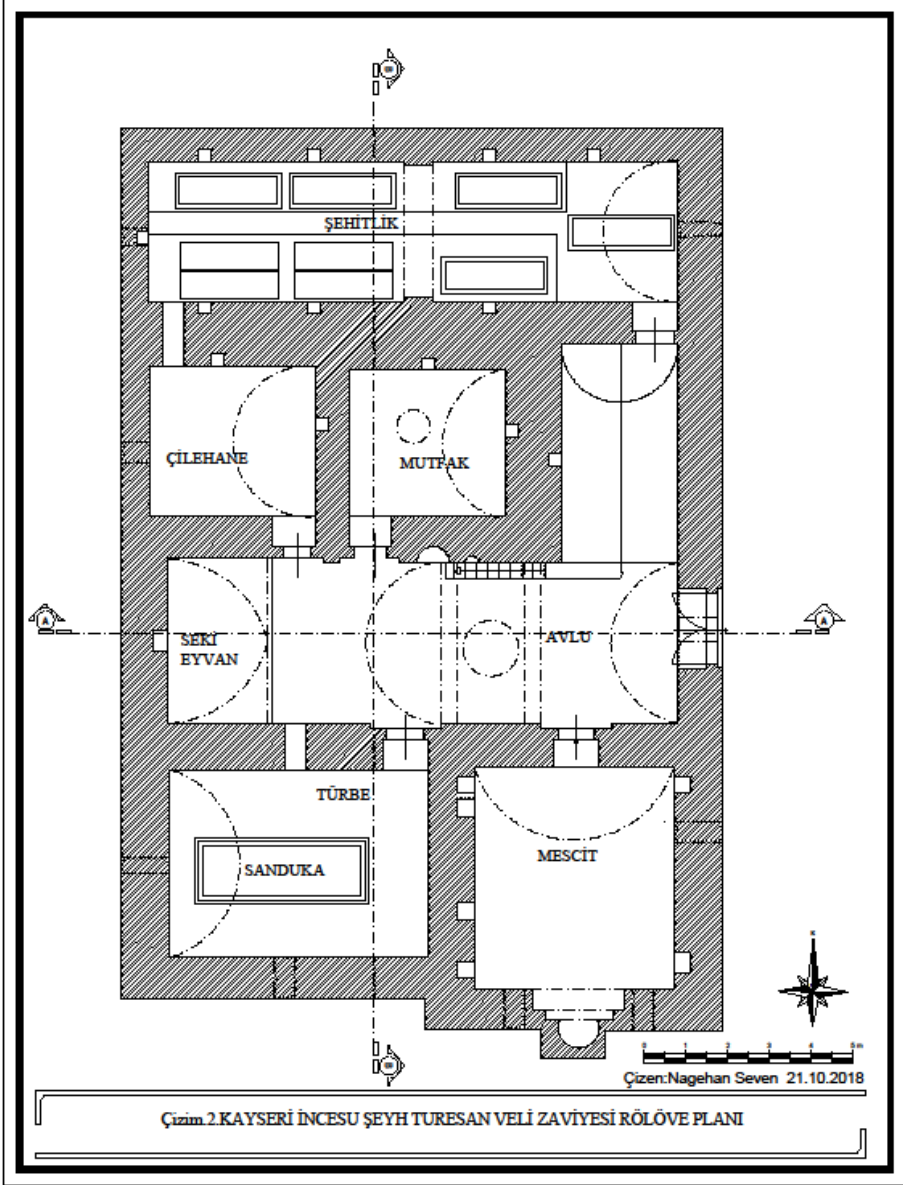 B
ŞEHİTLİK
ÇİLEHANE
MUTFAK
A
SEKİ
EYVAN
AVLU
A
TÜRBE
SANDUKA
MESCİT
B
0 1 2 3 4 5m
Çizen:Nagehan Seven 21.10.2018
Çizim.2.KAYSERİ İNCESU ŞEYH TURESAN VELİ ZAVİYESİ RÖLÖVE PLANI